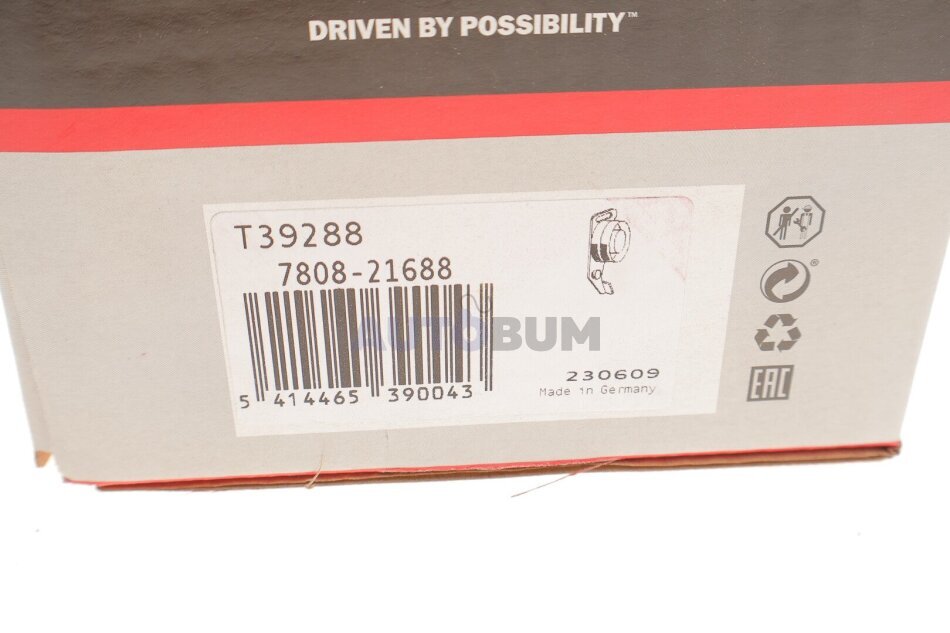 DRIVEN BY POSSIBILITY™
T39288
7808-21688
AUTOBUM
5 414465 390043
230609
Made in Germany
®
EAC